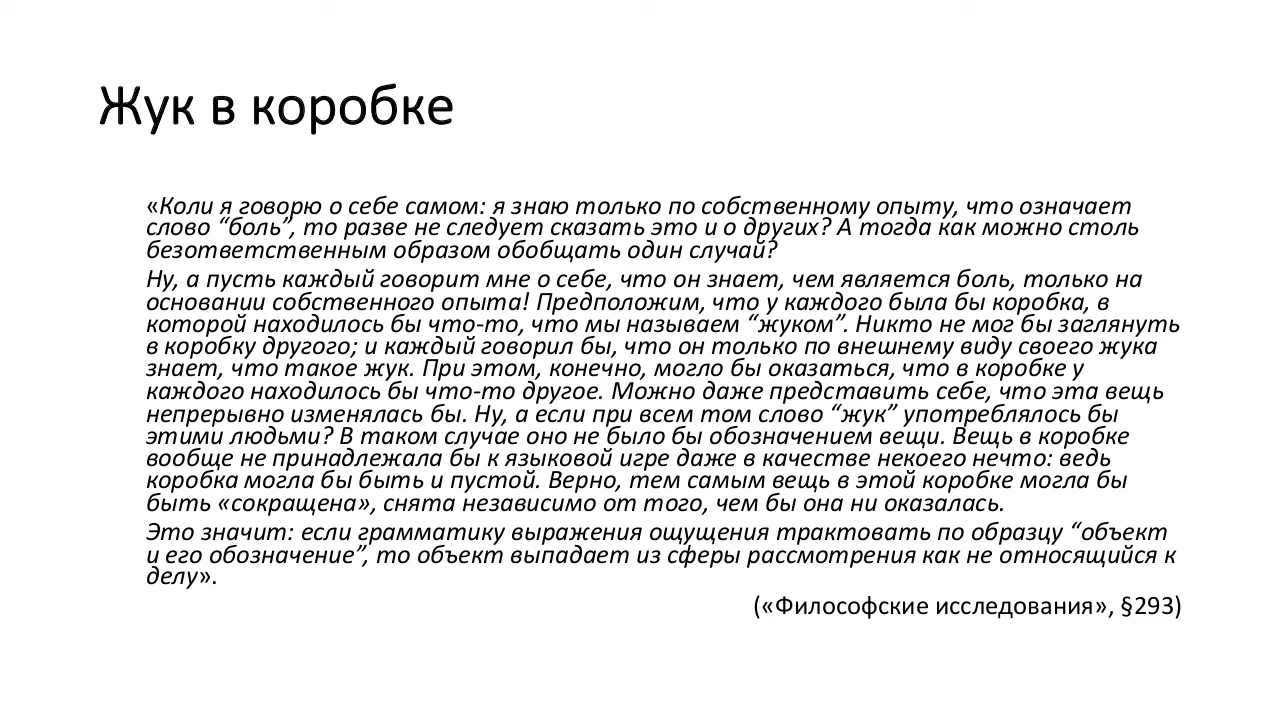 Жук в коробке
«Коли я говорю о себе самом: я знаю только по собственному опыту, что означает
слово “боль”, то разве не следует сказать это и о других? А тогда как можно столь
безответственным образом обобщать один случай?
Ну, а пусть каждый говорит мне о себе, что он знает, чем является боль, только на
основании собственного опыта! Предположим, что у каждого была бы коробка, в
которой находилось бы что-то, что мы называем “жуком”. Никто не мог бы заглянуть
в коробку другого; и каждый говорил бы, что он только по внешнему виду своего жука
знает, что такое жук. При этом, конечно, могло бы оказаться, что в коробке у
каждого находилось бы что-то другое. Можно даже представить себе, что эта вещь
непрерывно изменялась бы. Ну, а если при всем том слово “жук” употреблялось бы
этими людьми? В таком случае оно не было бы обозначением вещи. Вещь в коробке
вообще не принадлежала бы к языковой игре даже в качестве некоего нечто: ведь
коробка могла бы быть и пустой. Верно, тем самым вещь в этой коробке могла бы
быть «сокращена», снята независимо от того, чем бы она ни оказалась.
Это значит: если грамматику выражения ощущения трактовать по образцу “объект
и его обозначение”, то объект выпадает из сферы рассмотрения как не относящийся к
делу».
(«Философские исследования», §293)